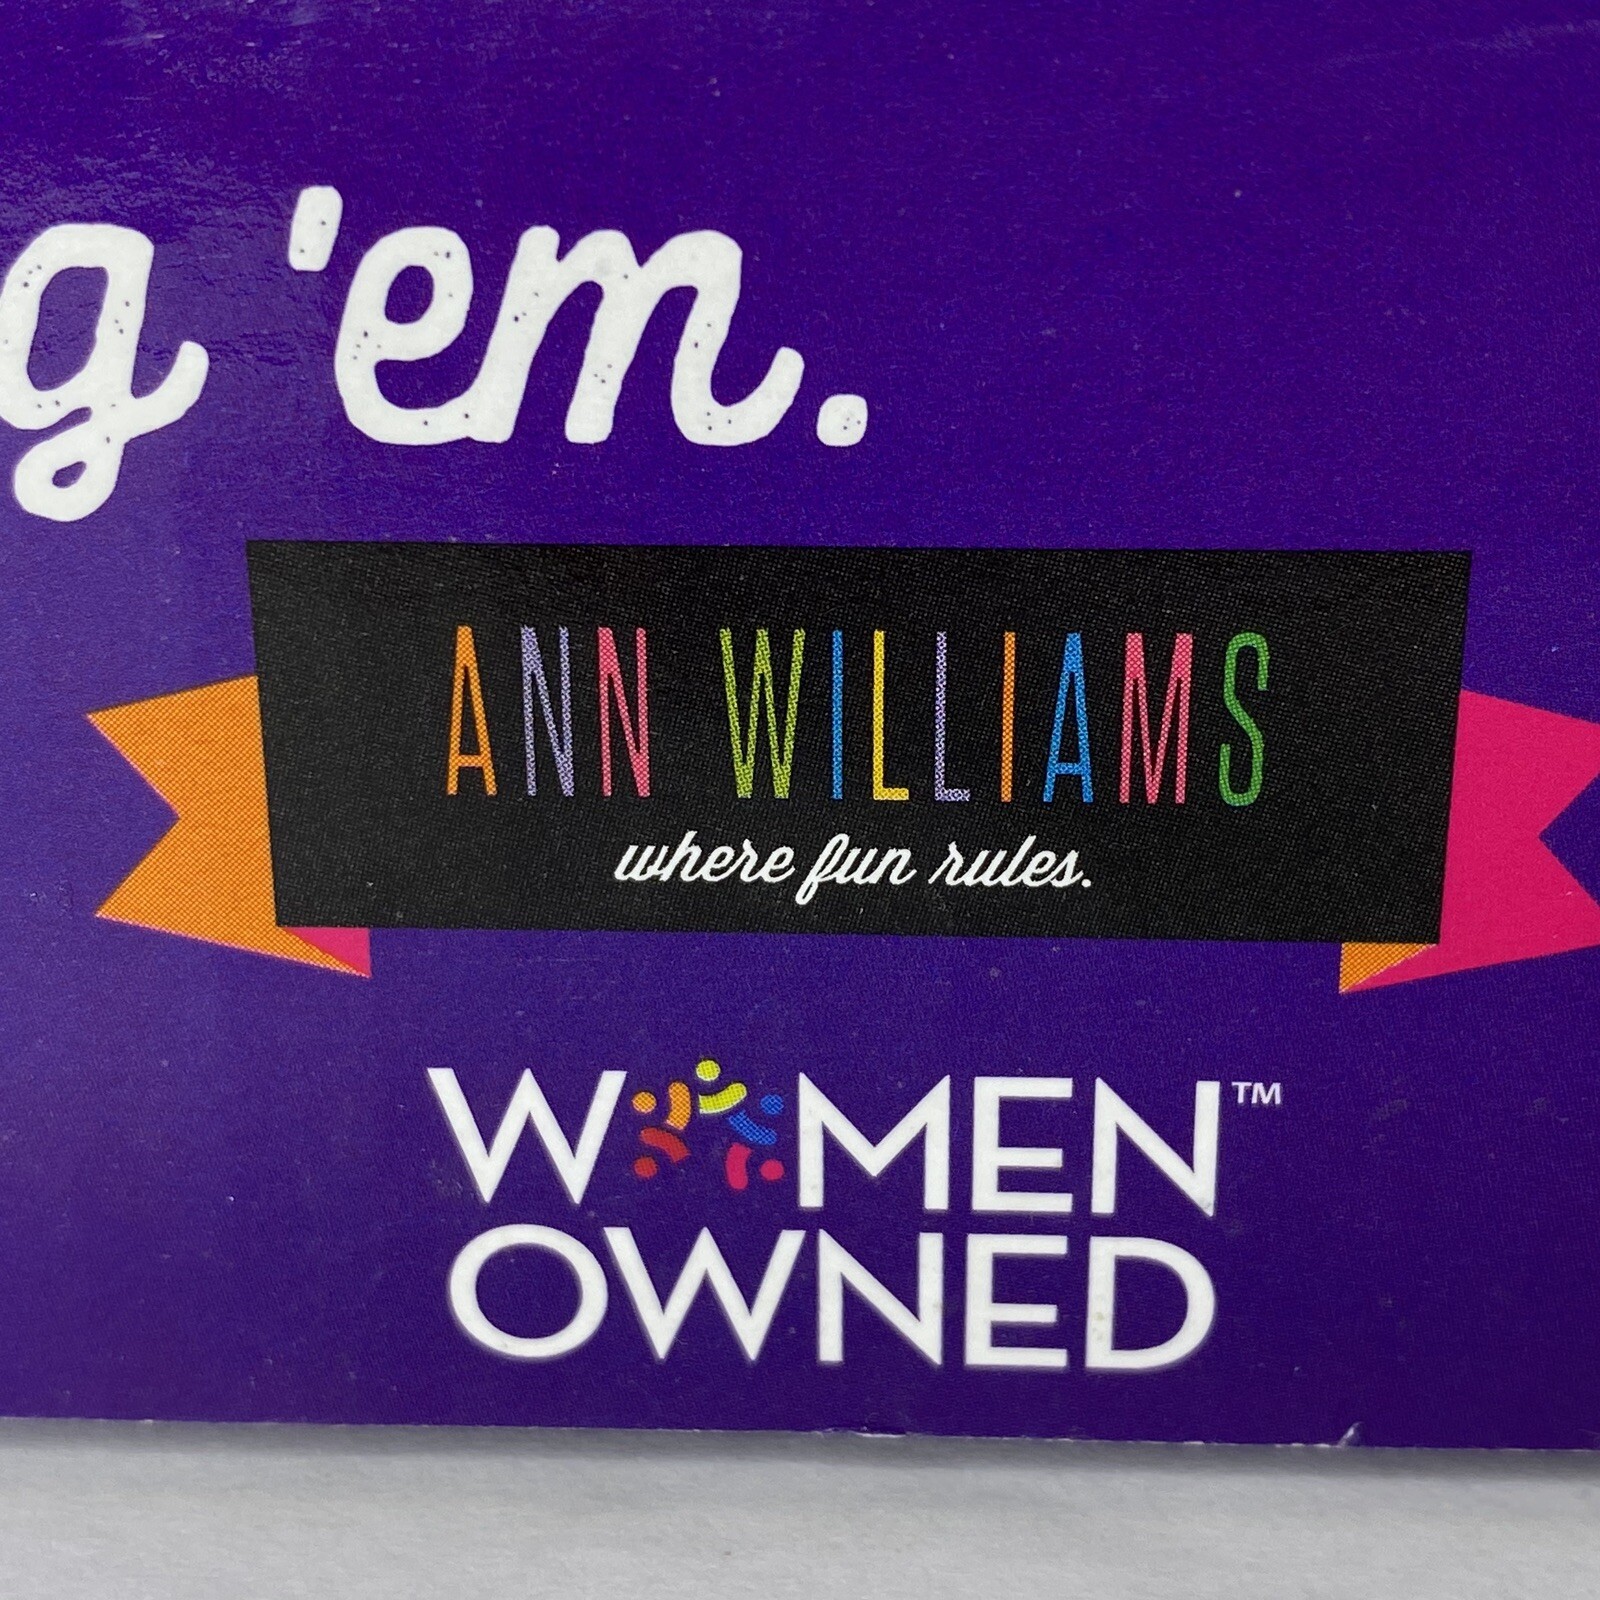 g 'em.
ANN WILLIAMS
where fun rules.
WOMEN™
OWNED